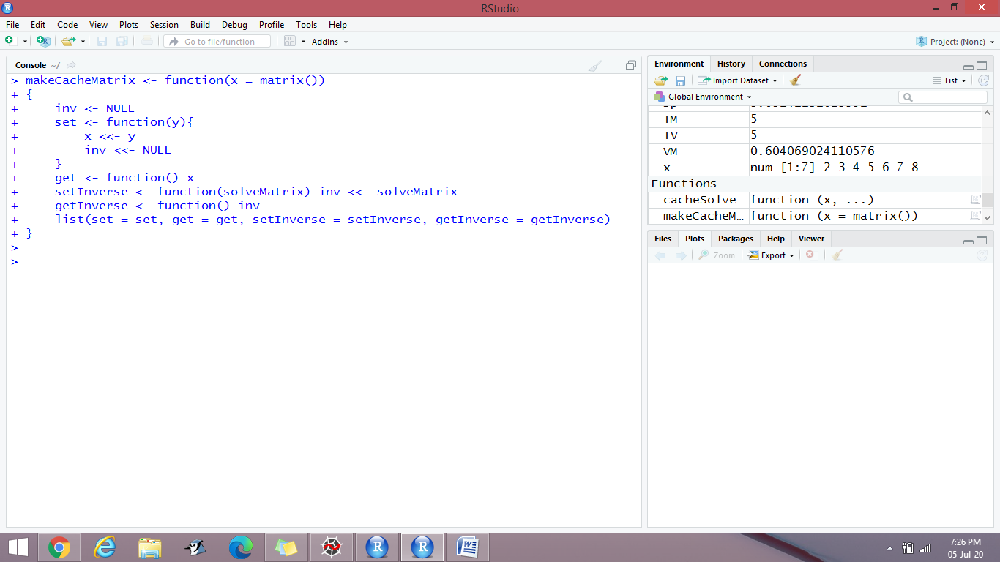 RStudio
File Edit Code View Plots Session Build Debug Profile Tools Help
Go to file/function Addins Project: (None)
Console ~/
> makeCacheMatrix <- function(x = matrix())
+ {
+     inv <- NULL
+     set <- function(y){
+         x <<- y
+         inv <<- NULL
+     }
+     get <- function() x
+     setInverse <- function(solveMatrix) inv <<- solveMatrix
+     getInverse <- function() inv
+     list(set = set, get = get, setInverse = setInverse, getInverse = getInverse)
+ }
>
>
Environment History Connections
Import Dataset List
Global Environment
TM 5
TV 5
VM 0.604069024110576
x num [1:7] 2 3 4 5 6 7 8
Functions
cacheSolve function (x, ...)
makeCacheM... function (x = matrix())
Files Plots Packages Help Viewer
Zoom Export
7:26 PM
05-Jul-20